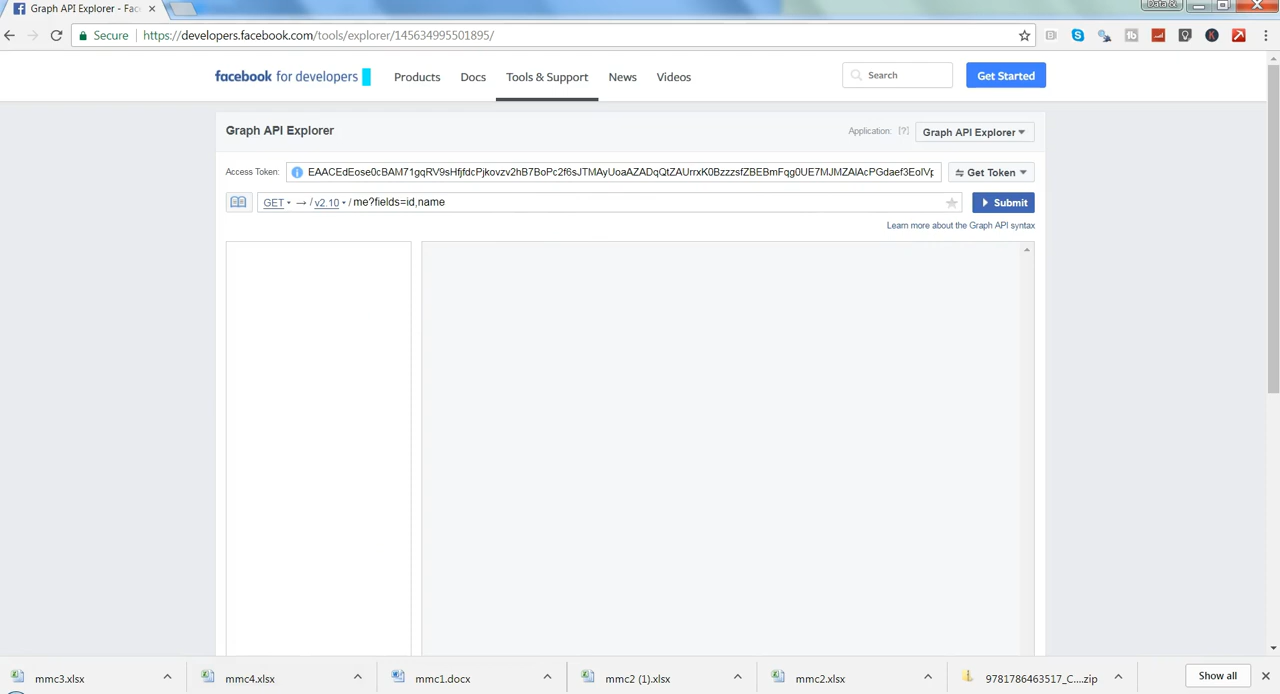 Graph API Explorer - Fac
Data &
Secure
https://developers.facebook.com/tools/explorer/145634995501895/
facebook for developers
Products
Docs
Tools & Support
News
Videos
Search
Get Started
Graph API Explorer
Application: [?]
Graph API Explorer
Access Token:
Get Token
GET → / v2.10 / me?fields=id,name
Submit
Learn more about the Graph API syntax
mmc3.xlsx
mmc4.xlsx
mmc1.docx
mmc2 (1).xlsx
mmc2.xlsx
9781786463517_C....zip
Show all